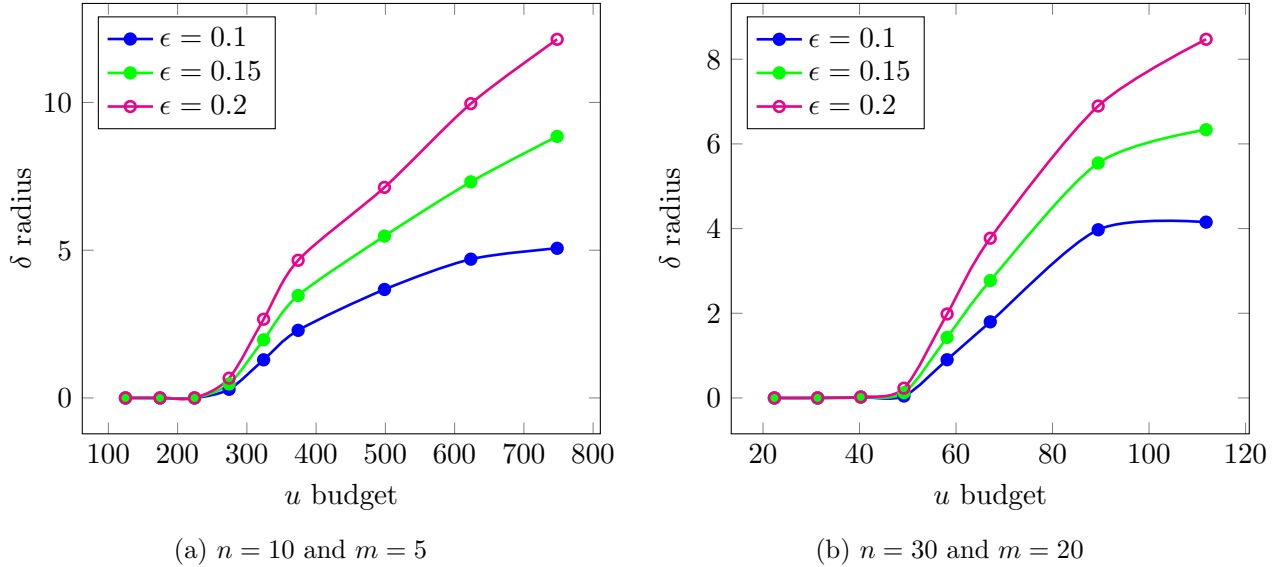 ϵ = 0.1
ϵ = 0.15
ϵ = 0.2
10
5
0
δ radius
100 200 300 400 500 600 700 800
u budget
(a) n = 10 and m = 5
ϵ = 0.1
ϵ = 0.15
ϵ = 0.2
8
6
4
2
0
δ radius
20 40 60 80 100 120
u budget
(b) n = 30 and m = 20